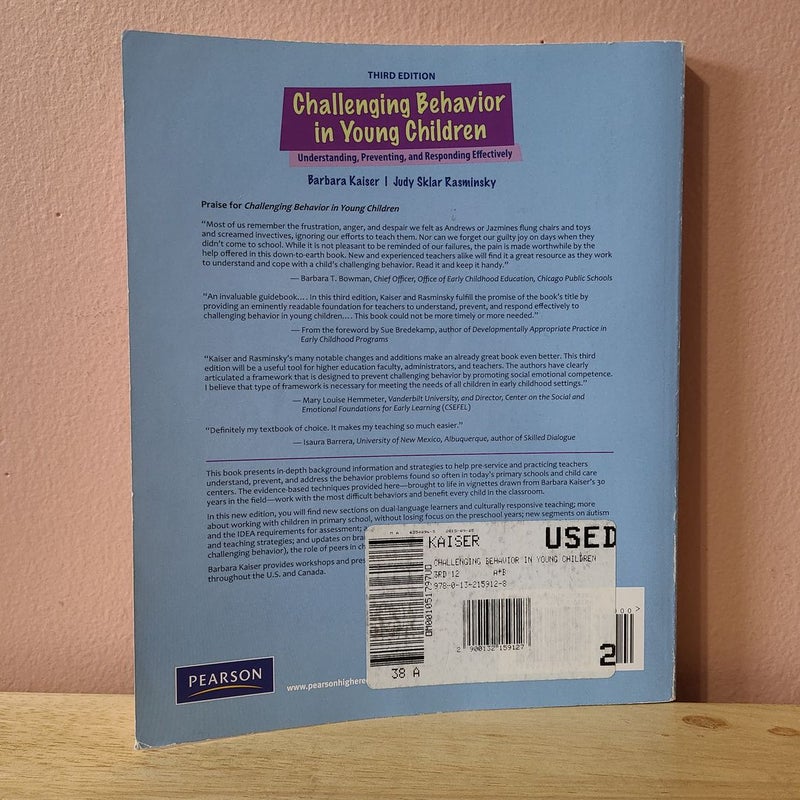 THIRD EDITION
Challenging Behavior
in Young Children
Understanding, Preventing, and Responding Effectively
Barbara Kaiser | Judy Sklar Rasminsky
Praise for Challenging Behavior in Young Children
“Most of us remember the frustration, anger, and despair we felt as Andrews or Jazmines flung chairs and toys
and screamed invectives, ignoring our efforts to teach them. Nor can we forget our guilty joy on days when they
didn’t come to school. While it is not pleasant to be reminded of our failures, the pain is made worthwhile by the
help offered in this down-to-earth book. New and experienced teachers alike will find it a great resource as they work
to understand and cope with a child’s challenging behavior. Read it and keep it handy.”
— Barbara T. Bowman, Chief Officer, Office of Early Childhood Education, Chicago Public Schools
“An invaluable guidebook.... In this third edition, Kaiser and Rasminsky fulfill the promise of the book’s title by
providing an eminently readable foundation for teachers to understand, prevent, and respond effectively to
challenging behavior in young children.... This book could not be more timely or more needed.”
— From the foreword by Sue Bredekamp, author of Developmentally Appropriate Practice in
Early Childhood Programs
“Kaiser and Rasminsky’s many notable changes and additions make an already great book even better. This third
edition will be a useful tool for higher education faculty, administrators, and teachers. The authors have clearly
articulated a framework that is designed to prevent challenging behavior by promoting social emotional competence.
I believe that type of framework is necessary for meeting the needs of all children in early childhood settings.”
— Mary Louise Hemmeter, Vanderbilt University, and Director, Center on the Social and
Emotional Foundations for Early Learning (CSEFEL)
“Definitely my textbook of choice. It makes my teaching so much easier.”
— Isaura Barrera, University of New Mexico, Albuquerque, author of Skilled Dialogue
This book presents in-depth background information and strategies to help pre-service and practicing teachers
understand, prevent, and address the behavior problems found so often in today’s primary schools and child care
centers. The evidence-based techniques provided here—brought to life in vignettes drawn from Barbara Kaiser’s 30
years in the field—work with the most difficult behaviors and benefit every child in the classroom.
In this new edition, you will find new sections on dual-language learners and culturally responsive teaching; more
about working with children in primary school, without losing focus on the preschool years; new segments on autism
and the IDEA requirements for assessment;
and teaching strategies; and updates on
challenging behavior), the role of peers in
Barbara Kaiser provides workshops and
throughout the U.S. and Canada.
KAISER USED
CHALLENGING BEHAVIOR IN YOUNG CHILDREN
3RD 12 A*B
978-0-13-215912-8
2 900132 159127
38 A
2
PEARSON